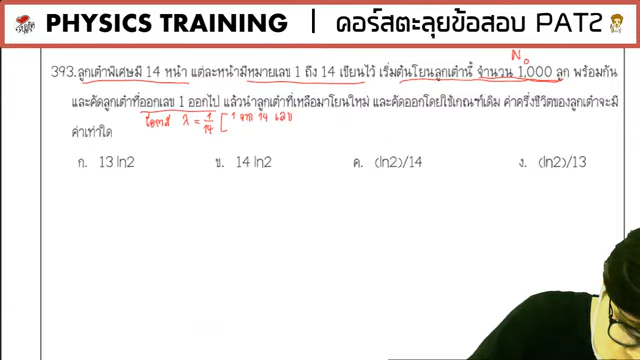 PHYSICS TRAINING | คอร์สตะลุยข้อสอบ PAT2
N₀
393.ลูกเต๋าพิเศษมี 14 หน้า แต่ละหน้ามีหมายเลข 1 ถึง 14 เขียนไว้ เริ่มต้นโยนลูกเต๋านี้ จำนวน 1,000 ลูก พร้อมกัน
และคัดลูกเต๋าที่ออกเลข 1 ออกไป แล้วนำลูกเต๋าที่เหลือมาโยนใหม่ และคัดออกโดยใช้เกณฑ์เดิม ค่าครึ่งชีวิตของลูกเต๋าจะมี
ค่าเท่าใด
λ = 1/14 [ 1 จาก 14 เลข
ก. 13 ln2 ข. 14 ln2 ค. (ln2)/14 ง. (ln2)/13